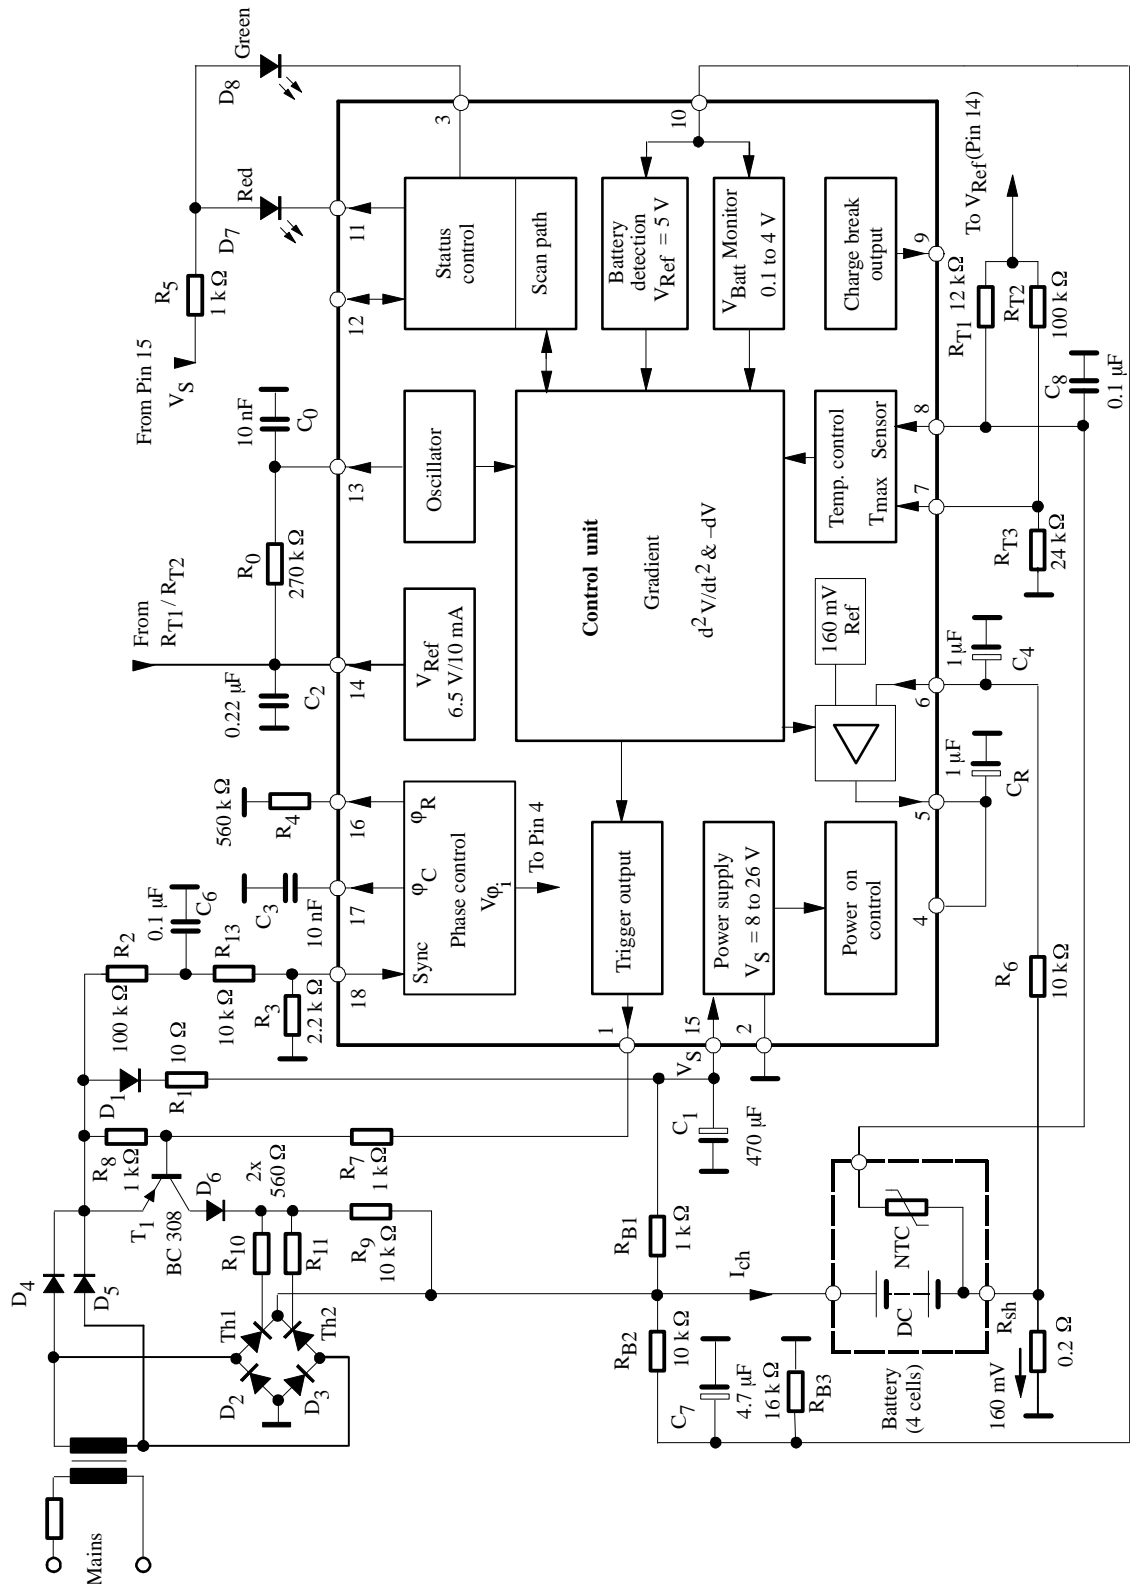 Mains
D4
D5
T1
BC 308
R8
1 kΩ
D6
2x
560 Ω
R10
R11
R7
1 kΩ
R9
10 kΩ
Th1
Th2
D2
D3
D1
R1
10 Ω
R2
100 kΩ
0.1 µF
C6
R13
10 kΩ
R3
2.2 kΩ
C3
10 nF
560 kΩ
R4
18
17
16
Sync
φC
φR
Phase control
Vφi
To Pin 4
0.22 µF
C2
From
RT1/ RT2
14
VRef
6.5 V/10 mA
R0
270 kΩ
10 nF
C0
13
Oscillator
From Pin 15
VS
R5
1 kΩ
D7
Red
D8
Green
12
11
3
Status
control
Scan path
10
Battery
detection
VRef = 5 V
VBatt Monitor
0.1 to 4 V
Charge break
output
9
Control unit
Gradient
d2V/dt2 & –dV
Temp. control
Tmax Sensor
7
8
160 mV
Ref
6
5
Trigger output
1
Power supply
VS = 8 to 26 V
VS
15
2
Power on
control
4
C1
470 µF
RB1
1 kΩ
RB2
10 kΩ
C7
4.7 µF
16 kΩ
RB3
Ich
DC
NTC
Battery
(4 cells)
Rsh
0.2 Ω
160 mV
R6
10 kΩ
1 µF
CR
1 µF
C4
RT3
24 kΩ
RT1
12 kΩ
RT2
100 kΩ
To VRef (Pin 14)
C8
0.1 µF